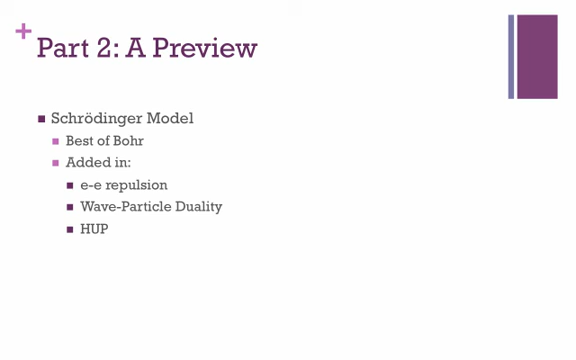 +
Part 2: A Preview
Schrödinger Model
Best of Bohr
Added in:
e-e repulsion
Wave-Particle Duality
HUP